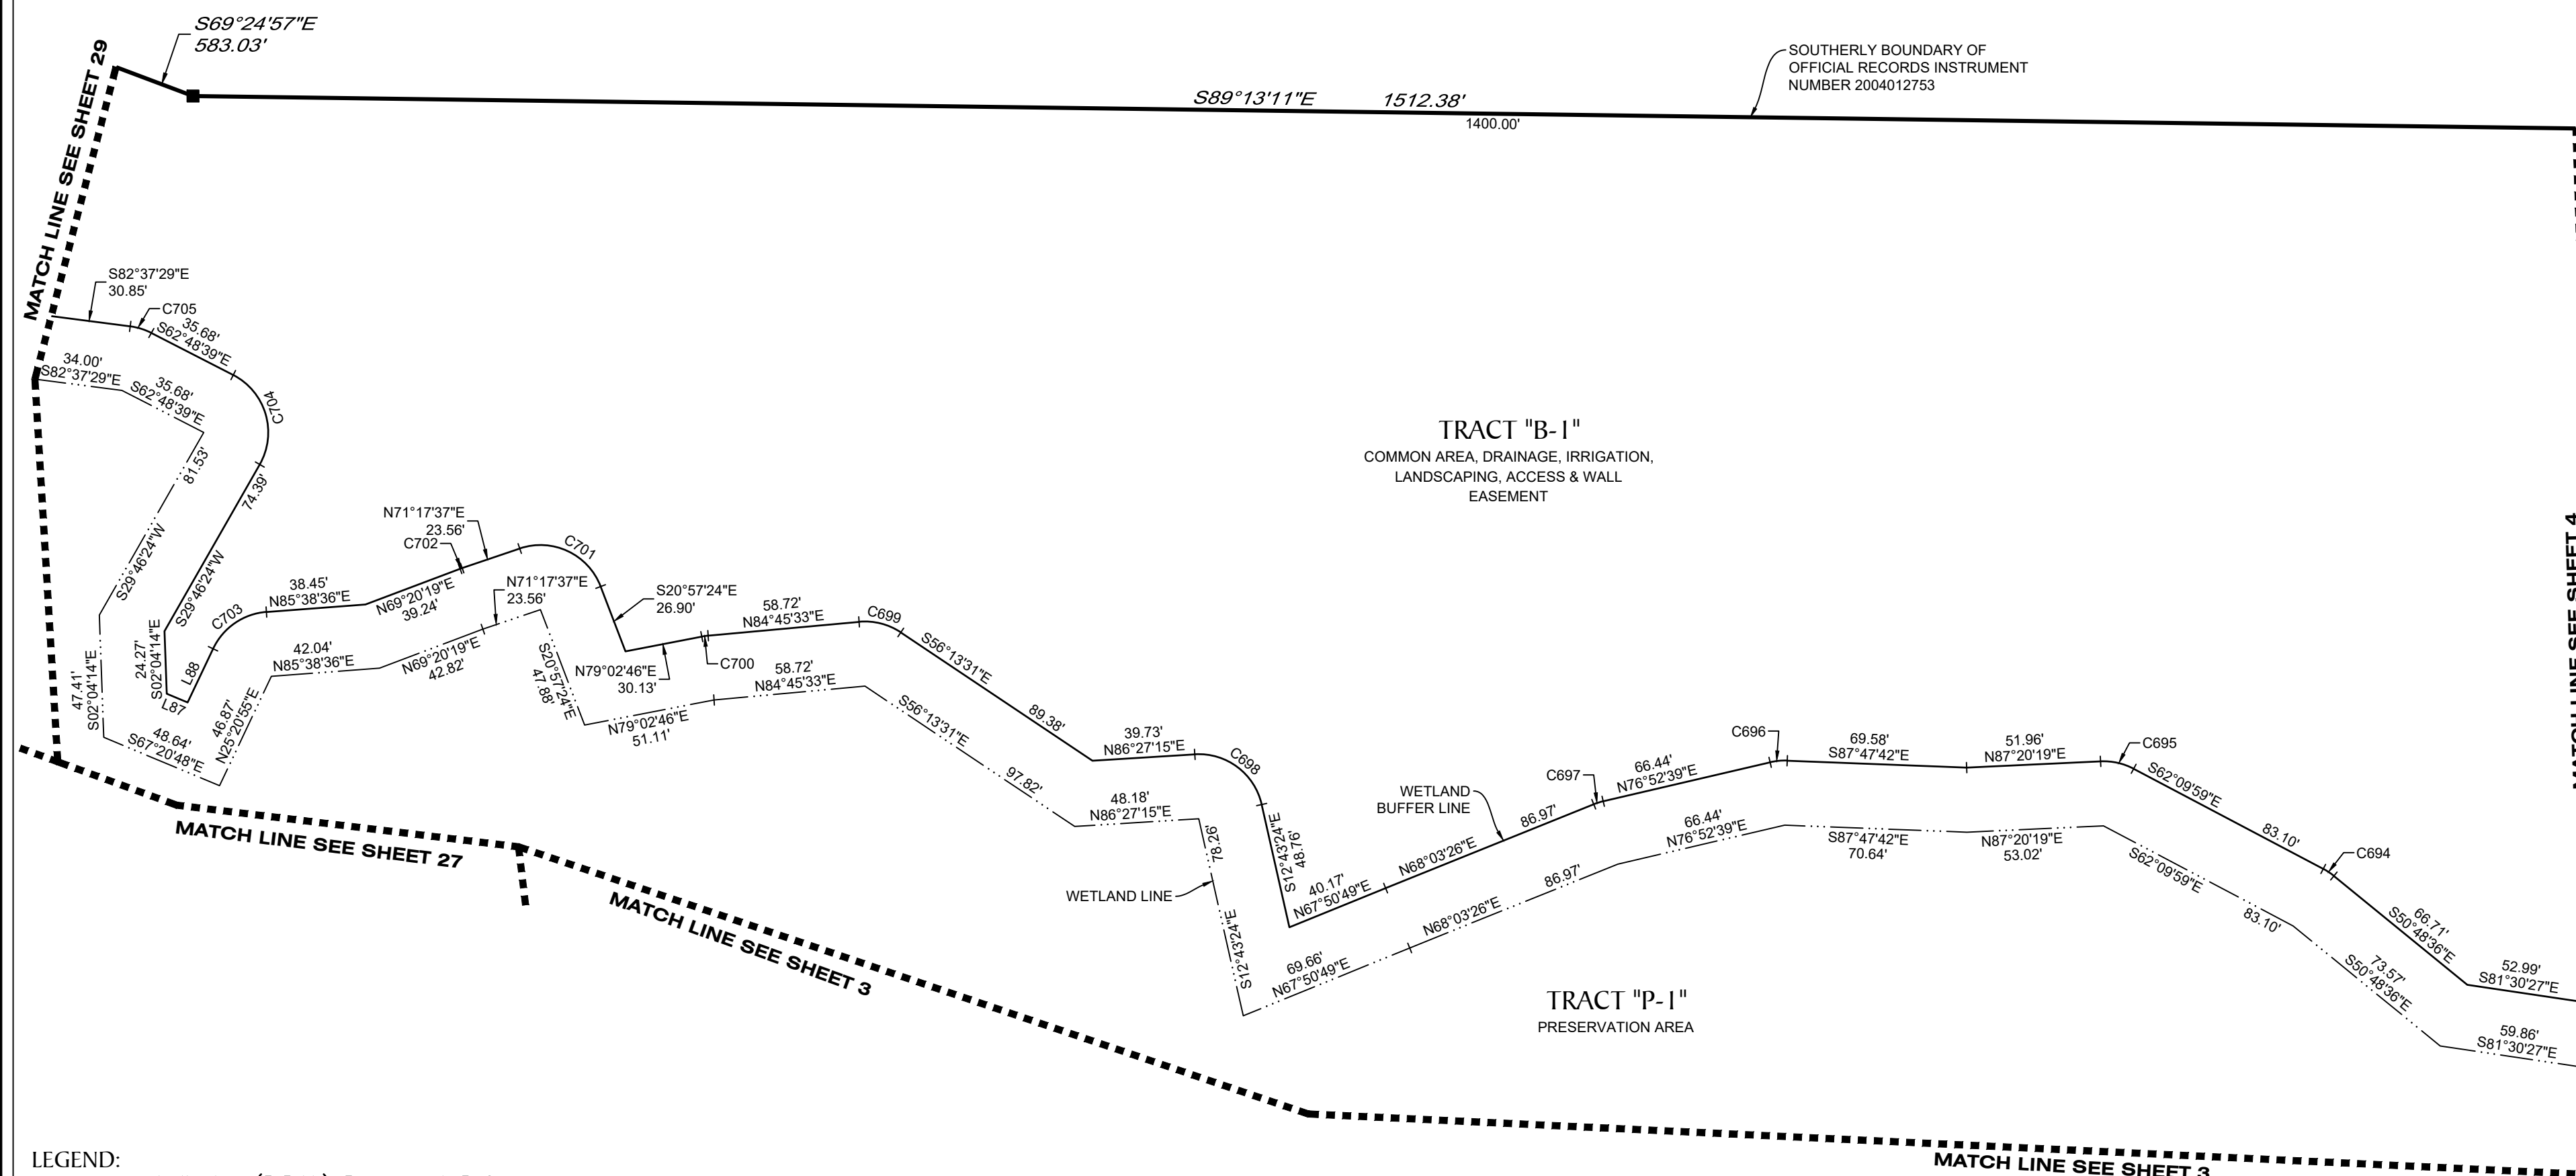 S69°24'57"E
583.03'
MATCH LINE SEE SHEET 29
S89°13'11"E 1512.38'
1400.00'
SOUTHERLY BOUNDARY OF
OFFICIAL RECORDS INSTRUMENT
NUMBER 2004012753
S82°37'29"E
30.85'
C705
35.68'
S62°48'39"E
34.00'
S82°37'29"E
35.68'
S62°48'39"E
C704
81.53'
S29°46'24"W
74.39'
S29°46'24"W
TRACT "B-1"
COMMON AREA, DRAINAGE, IRRIGATION,
LANDSCAPING, ACCESS & WALL
EASEMENT
N71°17'37"E
23.56'
C702
C701
38.45'
N85°38'36"E
N69°20'19"E
39.24'
N71°17'37"E
23.56'
S20°57'24"E
26.90'
C703
58.72'
N84°45'33"E
C699
S56°13'31"E
89.38'
24.27'
S02°04'14"E
L88
L87
47.41'
S02°04'14"E
42.04'
N85°38'36"E
N69°20'19"E
42.82'
S20°57'24"E
47.88'
N79°02'46"E
30.13'
C700
58.72'
N84°45'33"E
46.87'
N25°20'55"E
48.64'
S67°20'48"E
N79°02'46"E
51.11'
S56°13'31"E
97.82'
39.73'
N86°27'15"E
C698
48.18'
N86°27'15"E
78.26'
S12°43'24"E
S12°43'24"E
48.76'
WETLAND LINE
WETLAND
BUFFER LINE
40.17'
N67°50'49"E
N68°03'26"E
86.97'
C697
66.44'
N76°52'39"E
C696
69.58'
S87°47'42"E
51.96'
N87°20'19"E
C695
S62°09'59"E
83.10'
C694
66.71'
S50°48'36"E
52.99'
S81°30'27"E
69.66'
N67°50'49"E
N68°03'26"E
86.97'
66.44'
N76°52'39"E
S87°47'42"E
70.64'
N87°20'19"E
53.02'
S62°09'59"E
83.10'
73.57'
S50°48'36"E
59.86'
S81°30'27"E
TRACT "P-1"
PRESERVATION AREA
MATCH LINE SEE SHEET 4
MATCH LINE SEE SHEET 27
MATCH LINE SEE SHEET 3
MATCH LINE SEE SHEET 3
LEGEND: